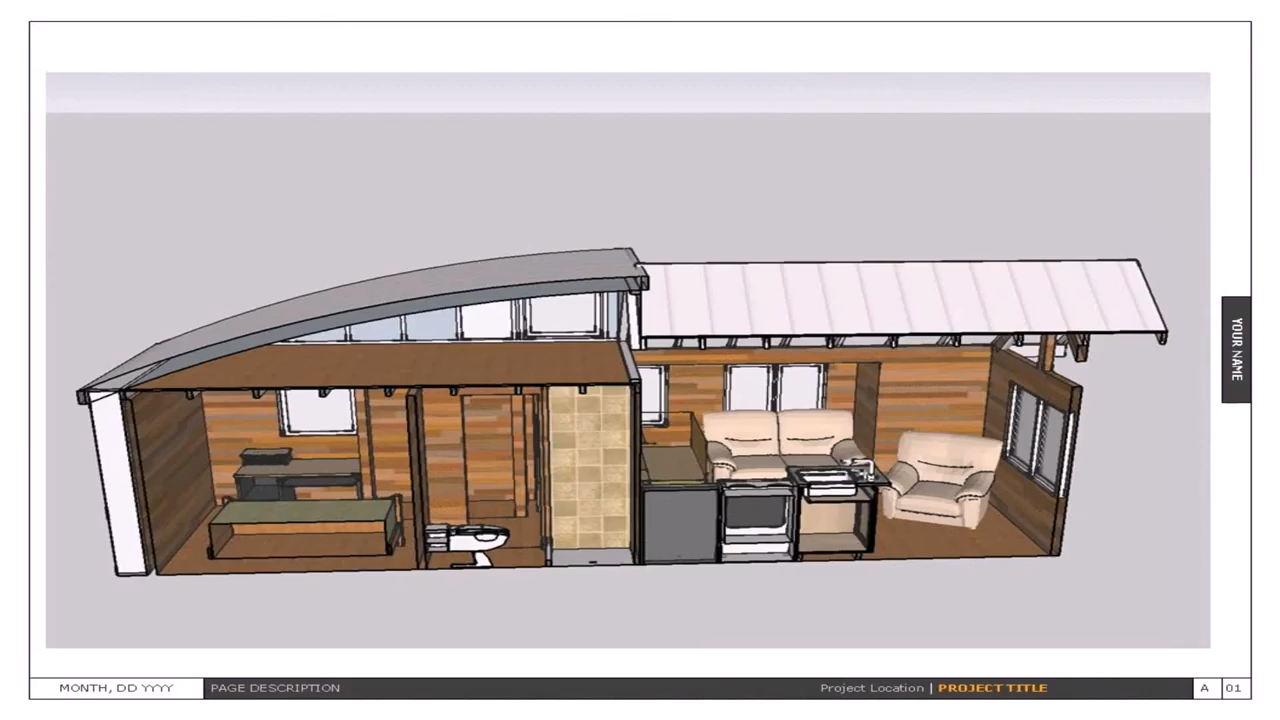 YOUR NAME
MONTH, DD YYYY
PAGE DESCRIPTION
Project Location | PROJECT TITLE
A
01